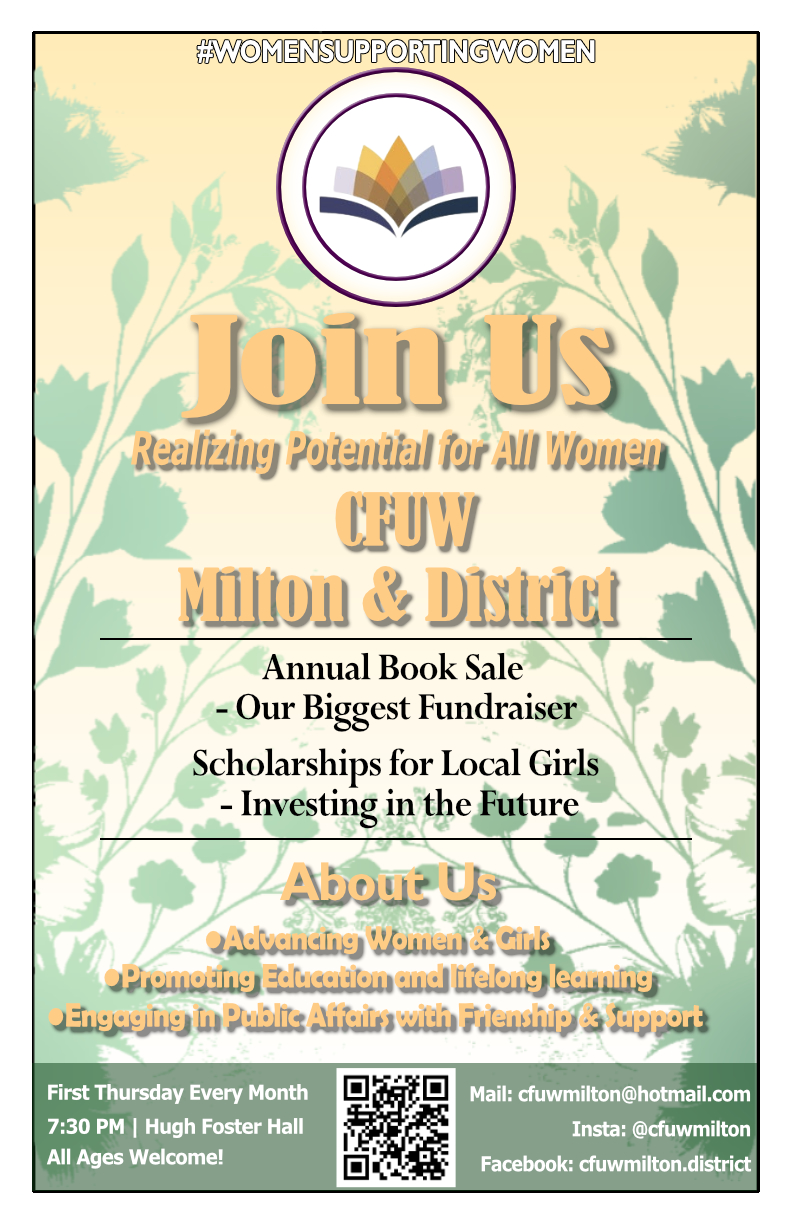 #WOMENSUPPORTINGWOMEN
Join Us
Realizing Potential for All Women
CFUW
Milton & District
Annual Book Sale
- Our Biggest Fundraiser
Scholarships for Local Girls
- Investing in the Future
About Us
•Advancing Women & Girls
•Promoting Education and lifelong learning
•Engaging in Public Affairs with Frienship & Support
First Thursday Every Month
7:30 PM | Hugh Foster Hall
All Ages Welcome!
Mail: cfuwmilton@hotmail.com
Insta: @cfuwmilton
Facebook: cfuwmilton.district